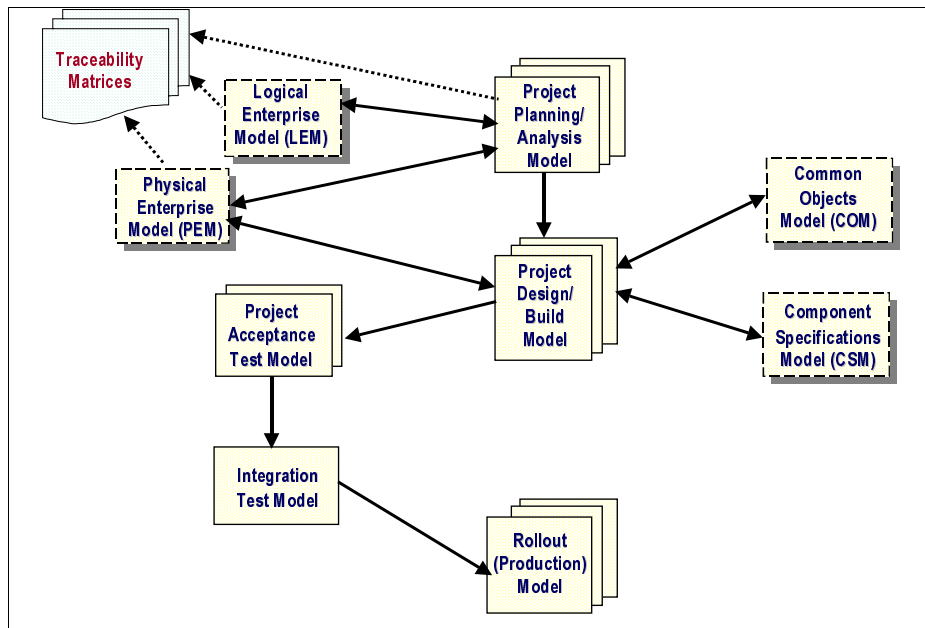 Traceability
Matrices
Logical
Enterprise
Model (LEM)
Project
Planning/
Analysis
Model
Physical
Enterprise
Model (PEM)
Common
Objects
Model (COM)
Project
Design/
Build
Model
Project
Acceptance
Test Model
Component
Specifications
Model (CSM)
Integration
Test Model
Rollout
(Production)
Model